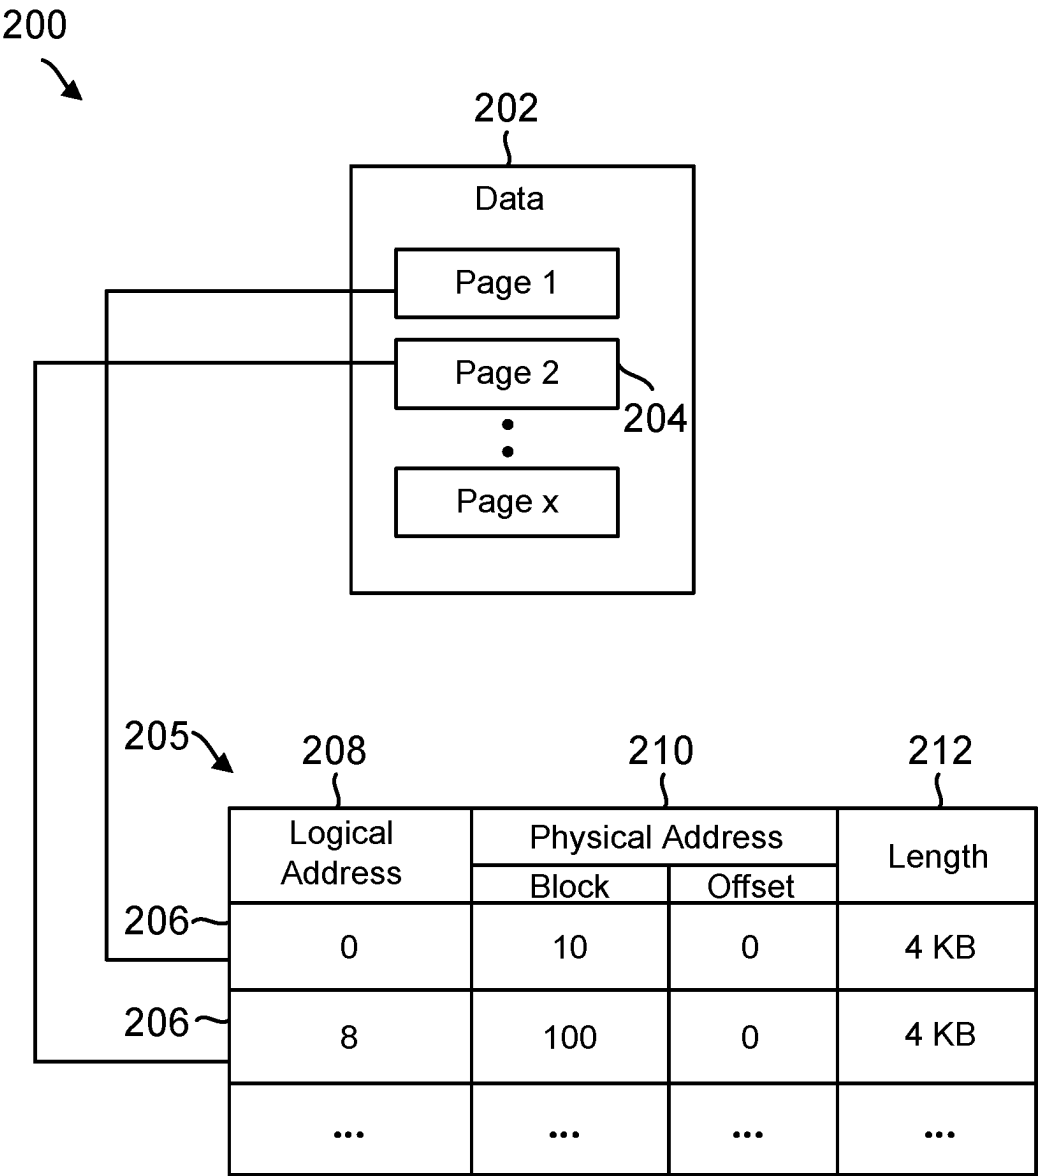 200
202
Data
Page 1
Page 2
204
Page x
205
208
210
212
Logical
Address
Physical Address
Length
Block
Offset
206
0
10
0
4 KB
206
8
100
0
4 KB
...
...
...
...